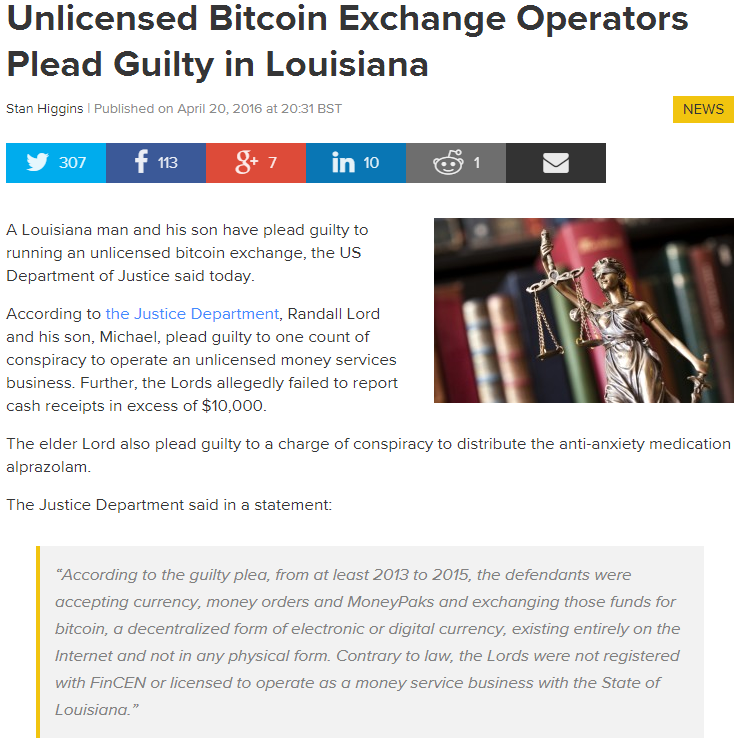 Unlicensed Bitcoin Exchange Operators
Plead Guilty in Louisiana
Stan Higgins | Published on April 20, 2016 at 20:31 BST
NEWS
307
f 113
g+ 7
in 10
1
A Louisiana man and his son have plead guilty to
running an unlicensed bitcoin exchange, the US
Department of Justice said today.
According to the Justice Department, Randall Lord
and his son, Michael, plead guilty to one count of
conspiracy to operate an unlicensed money services
business. Further, the Lords allegedly failed to report
cash receipts in excess of $10,000.
The elder Lord also plead guilty to a charge of conspiracy to distribute the anti-anxiety medication
alprazolam.
The Justice Department said in a statement:
“According to the guilty plea, from at least 2013 to 2015, the defendants were
accepting currency, money orders and MoneyPaks and exchanging those funds for
bitcoin, a decentralized form of electronic or digital currency, existing entirely on the
Internet and not in any physical form. Contrary to law, the Lords were not registered
with FinCEN or licensed to operate as a money service business with the State of
Louisiana.”